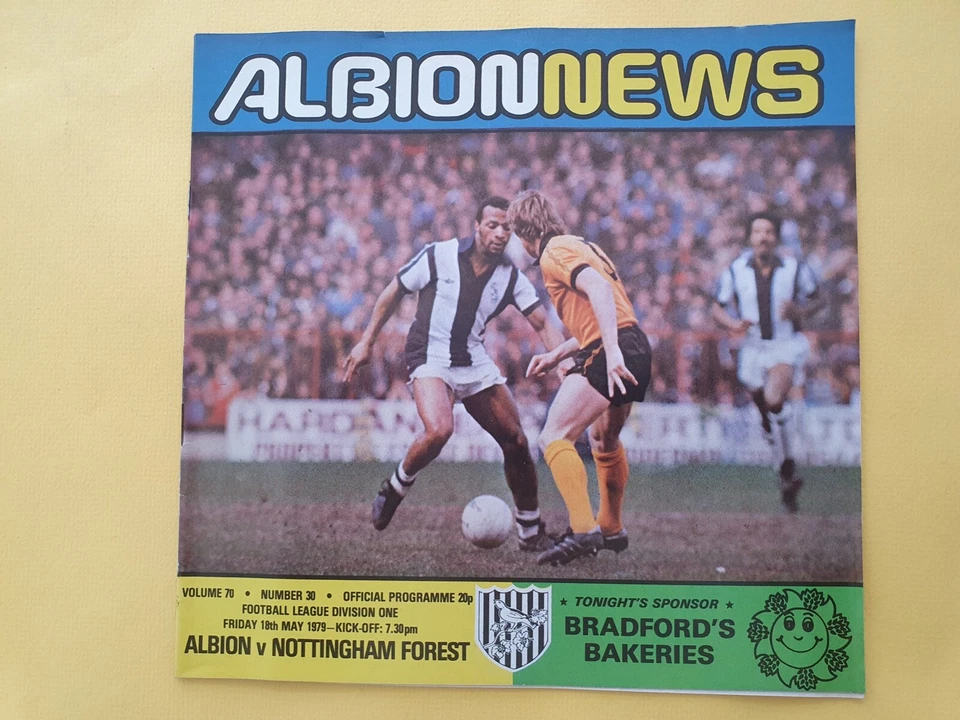 ALBIONNEWS
HARDAN
VOLUME 70 • NUMBER 30 • OFFICIAL PROGRAMME 20p
FOOTBALL LEAGUE DIVISION ONE
FRIDAY 18th MAY 1979—KICK-OFF: 7.30pm
ALBION v NOTTINGHAM FOREST
★ TONIGHT'S SPONSOR ★
BRADFORD'S
BAKERIES